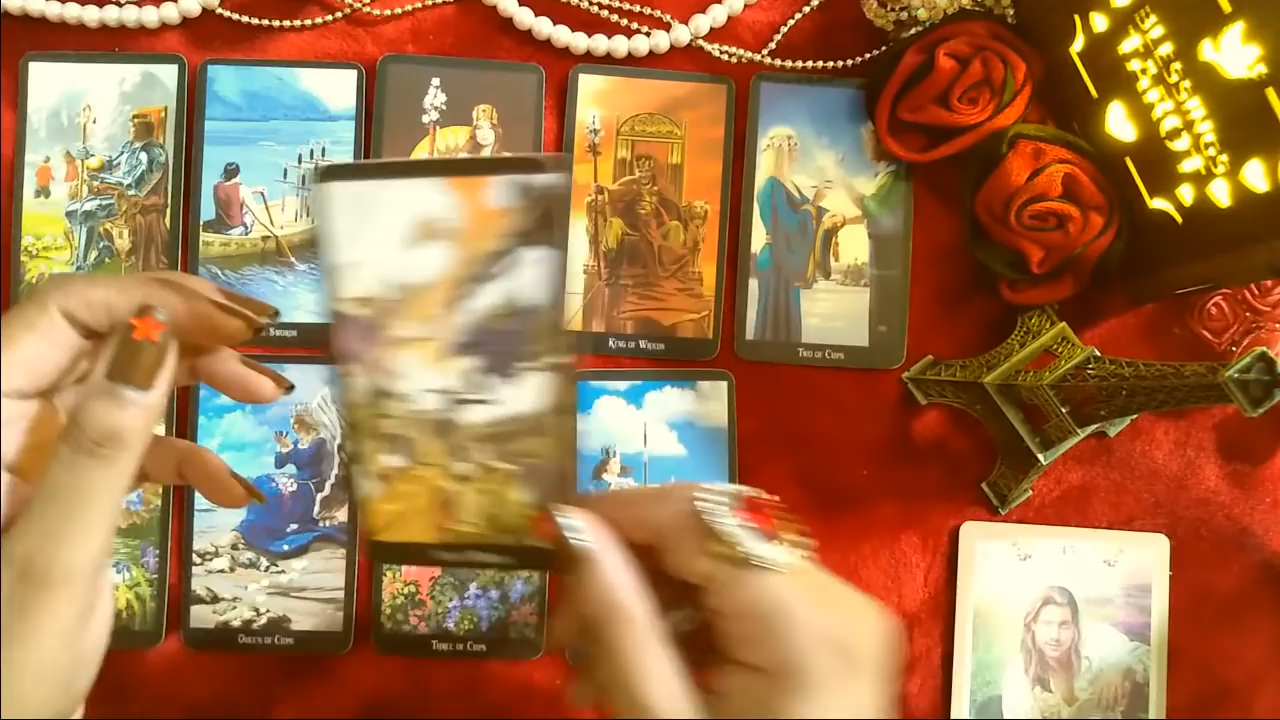 BLESSINGS
TAROT
SWORDS
KING OF WANDS
TWO OF CUPS
QUEEN OF CUPS
THREE OF CUPS